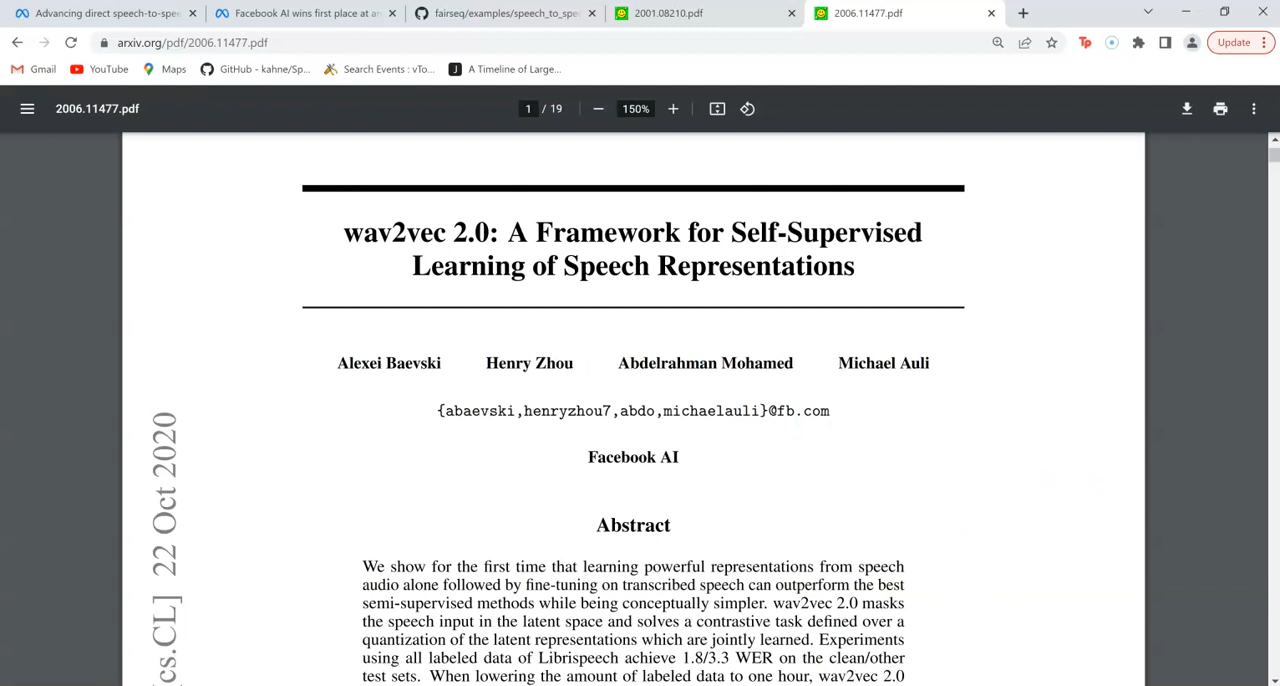 Advancing direct speech-to-spee
Facebook AI wins first place at an
fairseq/examples/speech_to_spee
2001.08210.pdf
2006.11477.pdf
arxiv.org/pdf/2006.11477.pdf
Tp
Update
Gmail
YouTube
Maps
GitHub - kahne/Sp...
Search Events : vTo...
J
A Timeline of Large...
2006.11477.pdf
1 / 19
150%
wav2vec 2.0: A Framework for Self-Supervised
Learning of Speech Representations
Alexei Baevski Henry Zhou Abdelrahman Mohamed Michael Auli
{abaevski,henryzhou7,abdo,michaelauli}@fb.com
Facebook AI
Abstract
We show for the first time that learning powerful representations from speech
audio alone followed by fine-tuning on transcribed speech can outperform the best
semi-supervised methods while being conceptually simpler. wav2vec 2.0 masks
the speech input in the latent space and solves a contrastive task defined over a
quantization of the latent representations which are jointly learned. Experiments
using all labeled data of Librispeech achieve 1.8/3.3 WER on the clean/other
test sets. When lowering the amount of labeled data to one hour, wav2vec 2.0
cs.CL] 22 Oct 2020